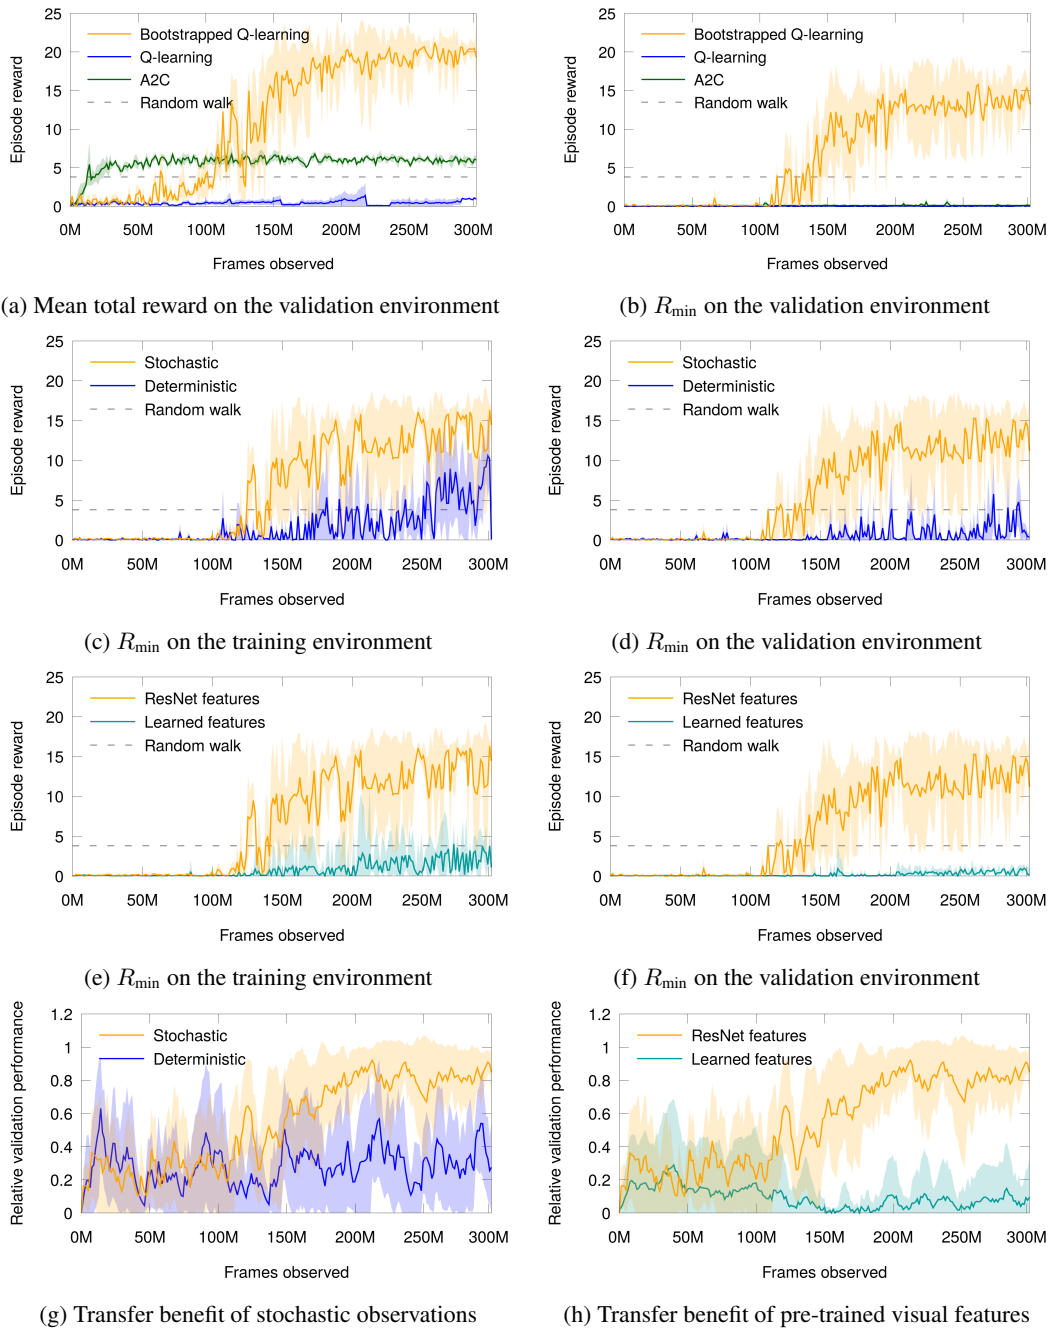 Bootstrapped Q-learning
Q-learning
A2C
Random walk
Episode reward
25
20
15
10
5
0
0M 50M 100M 150M 200M 250M 300M
Frames observed
(a) Mean total reward on the validation environment
Bootstrapped Q-learning
Q-learning
A2C
Random walk
Episode reward
25
20
15
10
5
0
0M 50M 100M 150M 200M 250M 300M
Frames observed
(b) Rmin on the validation environment
Stochastic
Deterministic
Random walk
Episode reward
25
20
15
10
5
0
0M 50M 100M 150M 200M 250M 300M
Frames observed
(c) Rmin on the training environment
Stochastic
Deterministic
Random walk
Episode reward
25
20
15
10
5
0
0M 50M 100M 150M 200M 250M 300M
Frames observed
(d) Rmin on the validation environment
ResNet features
Learned features
Random walk
Episode reward
25
20
15
10
5
0
0M 50M 100M 150M 200M 250M 300M
Frames observed
(e) Rmin on the training environment
ResNet features
Learned features
Random walk
Episode reward
25
20
15
10
5
0
0M 50M 100M 150M 200M 250M 300M
Frames observed
(f) Rmin on the validation environment
Stochastic
Deterministic
Relative validation performance
1.2
1
0.8
0.6
0.4
0.2
0
0M 50M 100M 150M 200M 250M 300M
Frames observed
(g) Transfer benefit of stochastic observations
ResNet features
Learned features
Relative validation performance
1.2
1
0.8
0.6
0.4
0.2
0
0M 50M 100M 150M 200M 250M 300M
Frames observed
(h) Transfer benefit of pre-trained visual features